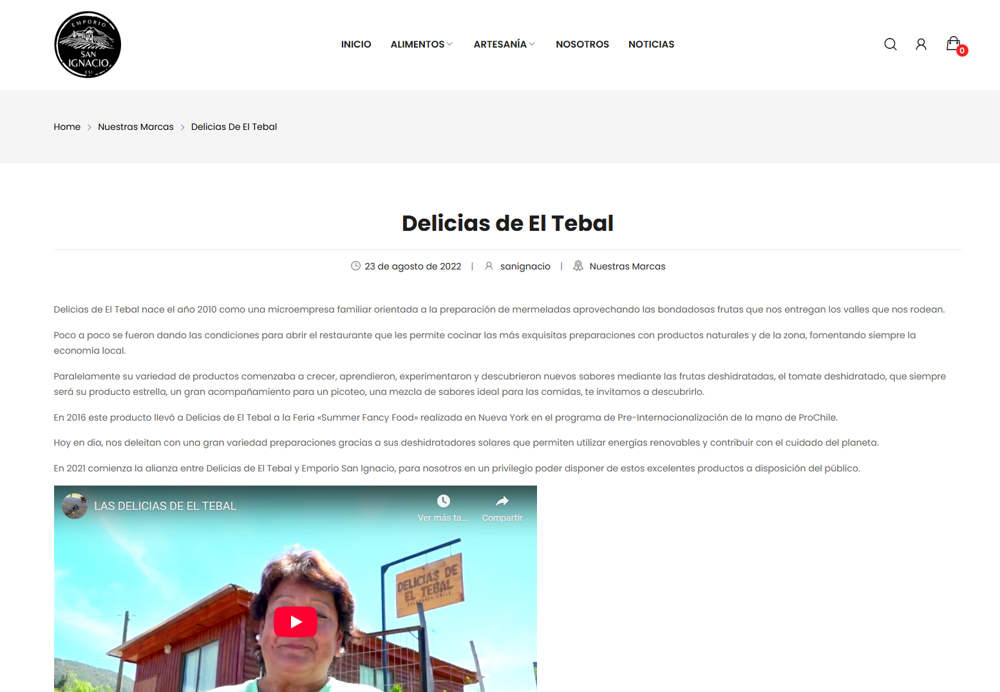 EMPORIO
SAN
IGNACIO
ESI
INICIO
ALIMENTOS
ARTESANÍA
NOSOTROS
NOTICIAS
0
Home > Nuestras Marcas > Delicias De El Tebal
Delicias de El Tebal
23 de agosto de 2022 | sanignacio | Nuestras Marcas
Delicias de El Tebal nace el año 2010 como una microempresa familiar orientada a la preparación de mermeladas aprovechando las bondadosas frutas que nos entregan los valles que nos rodean.
Poco a poco se fueron dando las condiciones para abrir el restaurante que les permite cocinar las más exquisitas preparaciones con productos naturales y de la zona, fomentando siempre la
economía local.
Paralelamente su variedad de productos comenzaba a crecer, aprendieron, experimentaron y descubrieron nuevos sabores mediante las frutas deshidratadas, el tomate deshidratado, que siempre
será su producto estrella, un gran acompañamiento para un picoteo, una mezcla de sabores ideal para las comidas, te invitamos a descubrirlo.
En 2016 este producto llevó a Delicias de El Tebal a la Feria «Summer Fancy Food» realizada en Nueva York en el programa de Pre-Internacionalización de la mano de ProChile.
Hoy en día, nos deleitan con una gran variedad preparaciones gracias a sus deshidratadores solares que permiten utilizar energías renovables y contribuir con el cuidado del planeta.
En 2021 comienza la alianza entre Delicias de El Tebal y Emporio San Ignacio, para nosotros en un privilegio poder disponer de estos excelentes productos a disposición del público.
LAS DELICIAS DE EL TEBAL
Ver más ta...
Compartir
DELICIAS DE
EL TEBAL
SALAMANCA-CHILE